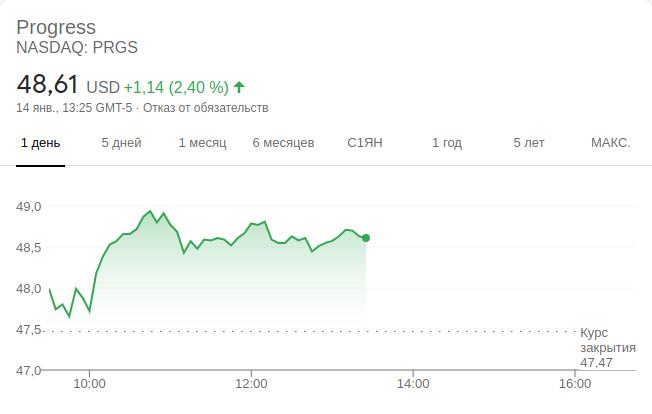 Progress
NASDAQ: PRGS
48,61 USD +1,14 (2,40 %)
14 янв., 13:25 GMT-5 · Отказ от обязательств
1 день 5 дней 1 месяц 6 месяцев С1ЯН 1 год 5 лет МАКС.
49,0
48,5
48,0
47,5
Курс
закрытия
47,47
47,0
10:00 12:00 14:00 16:00